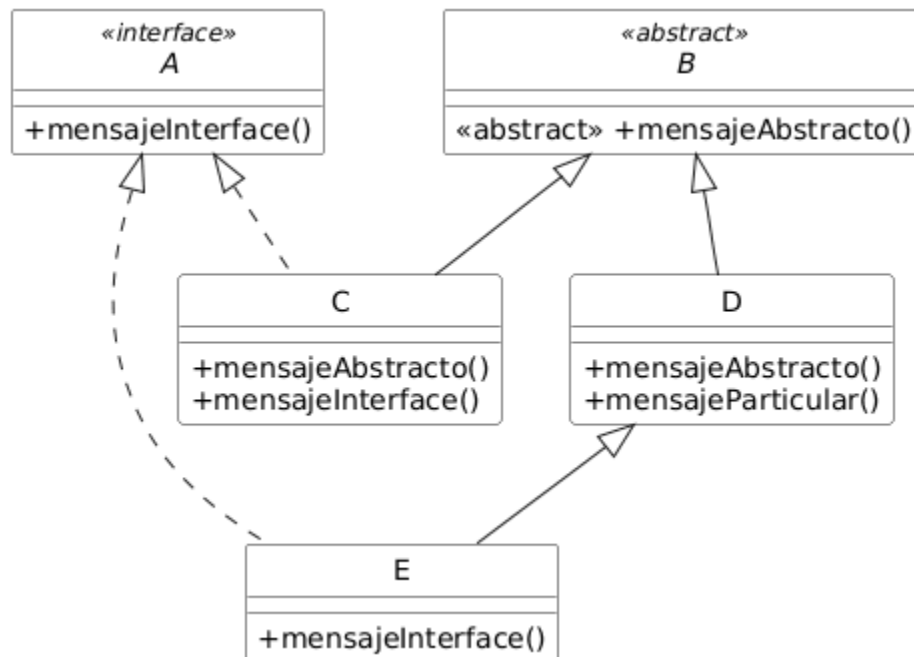 «interface»
A
+mensajeInterface()
«abstract»
B
«abstract» +mensajeAbstracto()
C
+mensajeAbstracto()
+mensajeInterface()
D
+mensajeAbstracto()
+mensajeParticular()
E
+mensajeInterface()